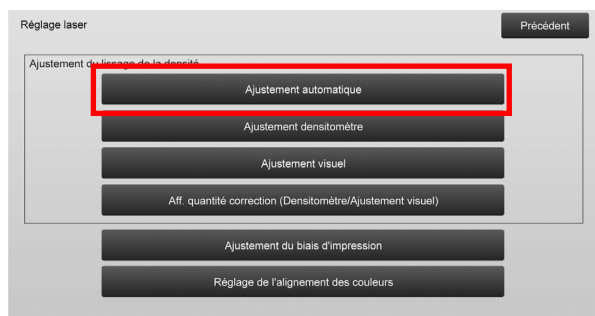 Réglage laser
Précédent
Ajustement du lissage de la densité
Ajustement automatique
Ajustement densitomètre
Ajustement visuel
Aff. quantité correction (Densitomètre/Ajustement visuel)
Ajustement du biais d'impression
Réglage de l'alignement des couleurs